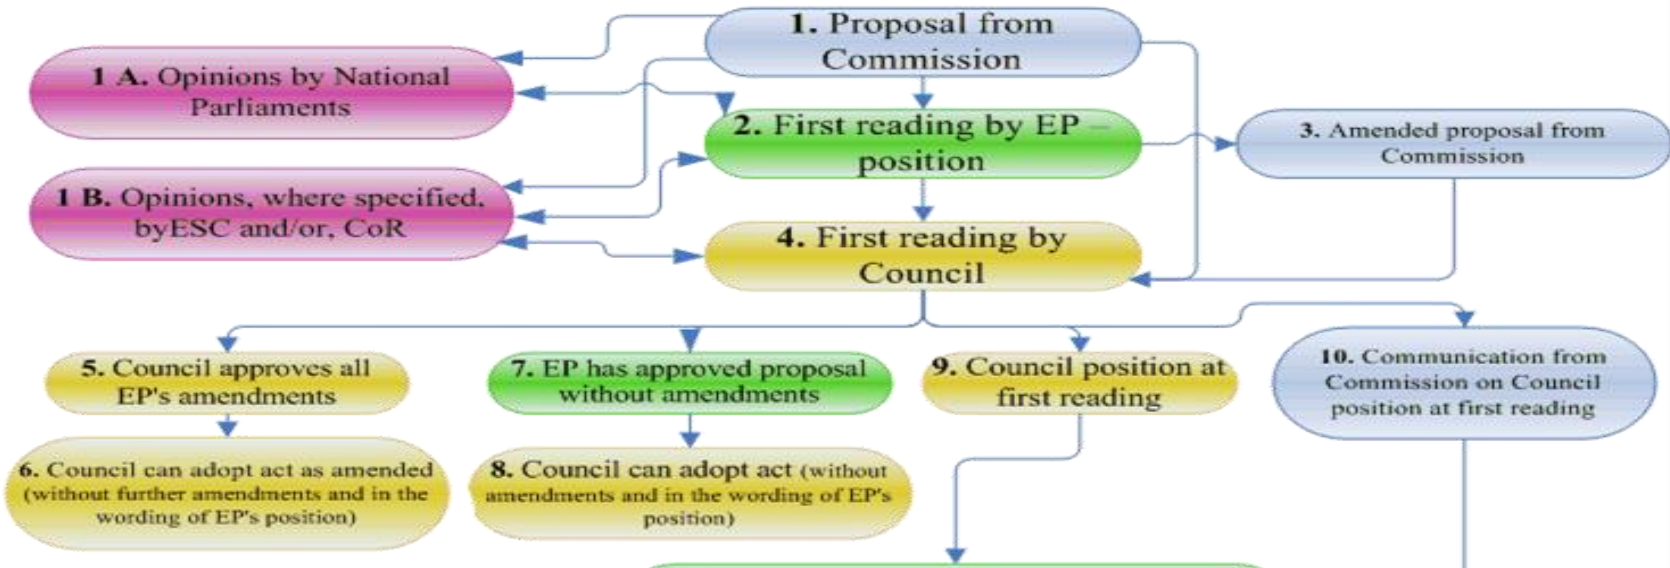 1. Proposal from
Commission
1 A. Opinions by National
Parliaments
2. First reading by EP –
position
3. Amended proposal from
Commission
1 B. Opinions, where specified,
byESC and/or, CoR
4. First reading by
Council
5. Council approves all
EP's amendments
7. EP has approved proposal
without amendments
9. Council position at
first reading
10. Communication from
Commission on Council
position at first reading
6. Council can adopt act as amended
(without further amendments and in the
wording of EP's position)
8. Council can adopt act (without
amendments and in the wording of EP's
position)